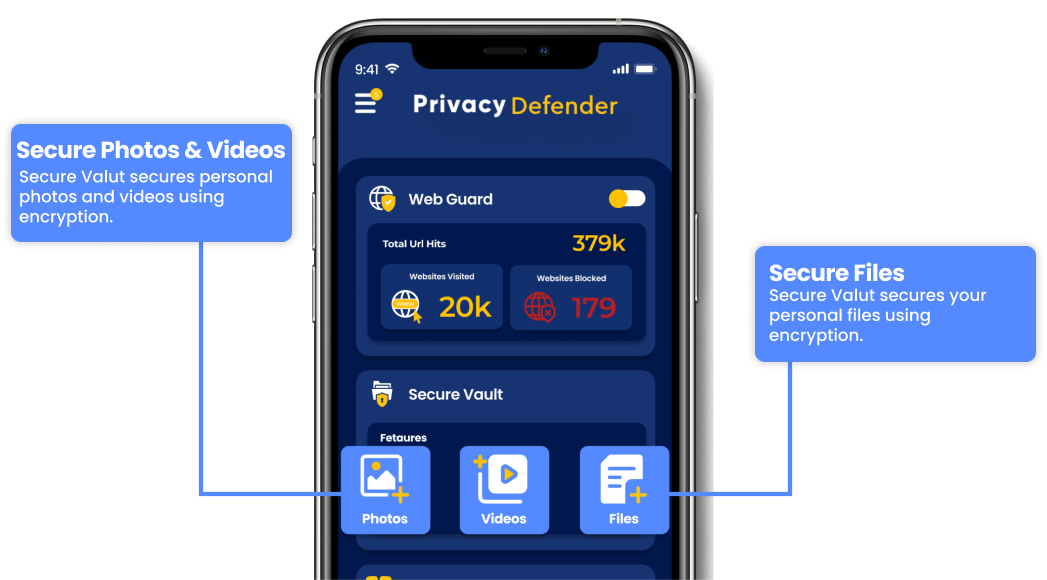 9:41
5
Privacy Defender
Secure Photos & Videos
Secure Valut secures personal
photos and videos using
encryption.
Web Guard
Total Url Hits
379k
Websites Visited
www
20k
Websites Blocked
179
Secure Files
Secure Valut secures your
personal files using
encryption.
Secure Vault
Fetaures
Photos
Videos
Files